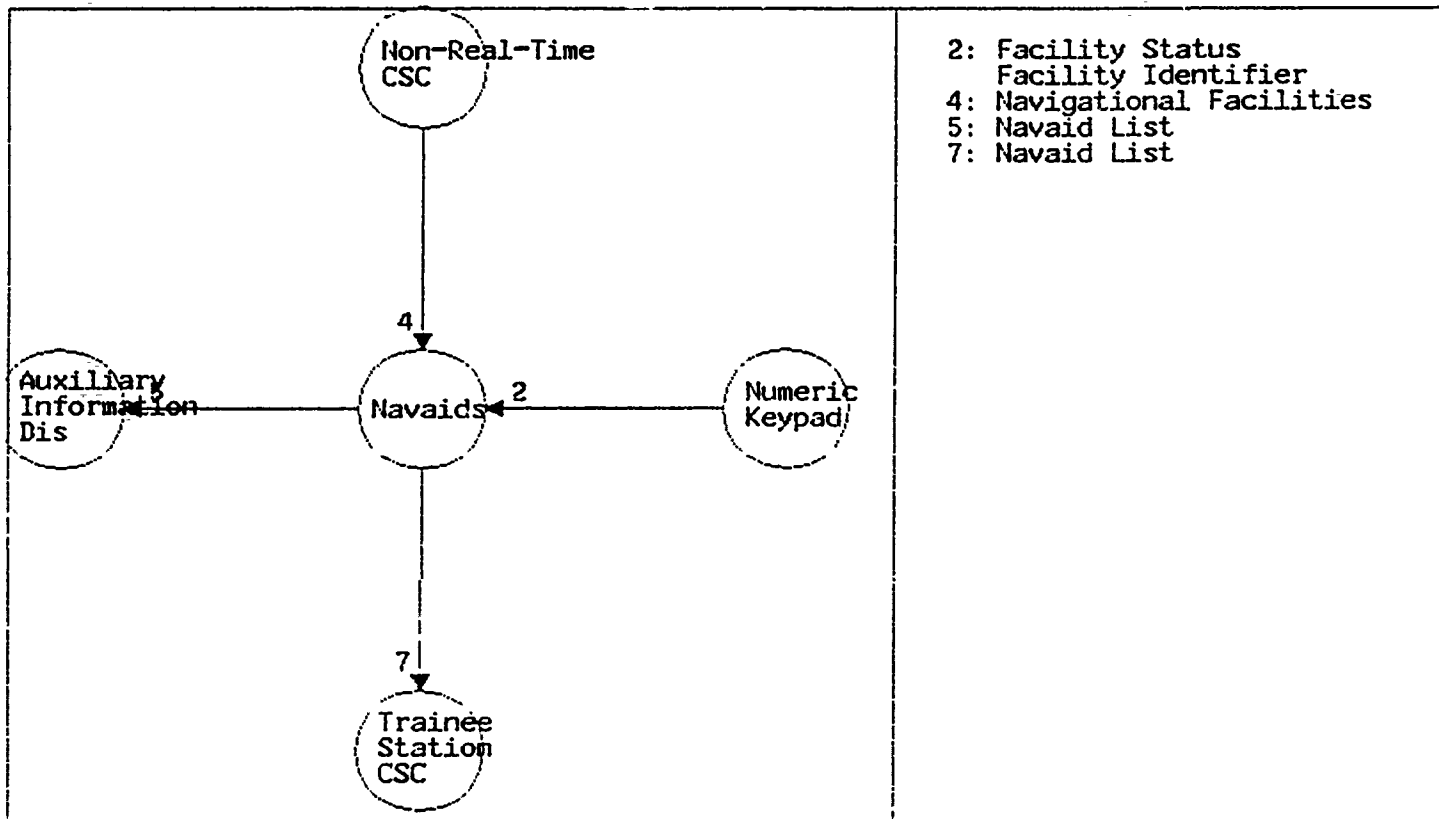 Non-Real-Time
CSC
2: Facility Status
Facility Identifier
4: Navigational Facilities
5: Navaid List
7: Navaid List
4
Auxiliary
Information
Dis
5
Navaids
2
Numeric
Keypad
7
Trainee
Station
CSC